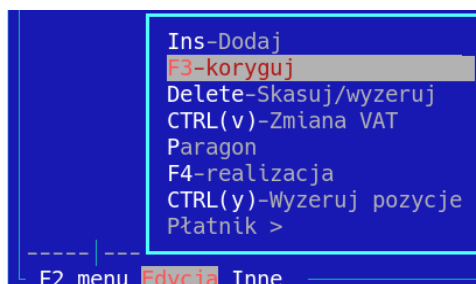 Ins-Dodaj
F3-koryguj
Delete-Skasuj/wyzeruj
CTRL(v)-Zmiana VAT
Paragon
F4-realizacja
CTRL(y)-Wyzeruj pozycje
Płatnik >
F2 menu Edycja Inne